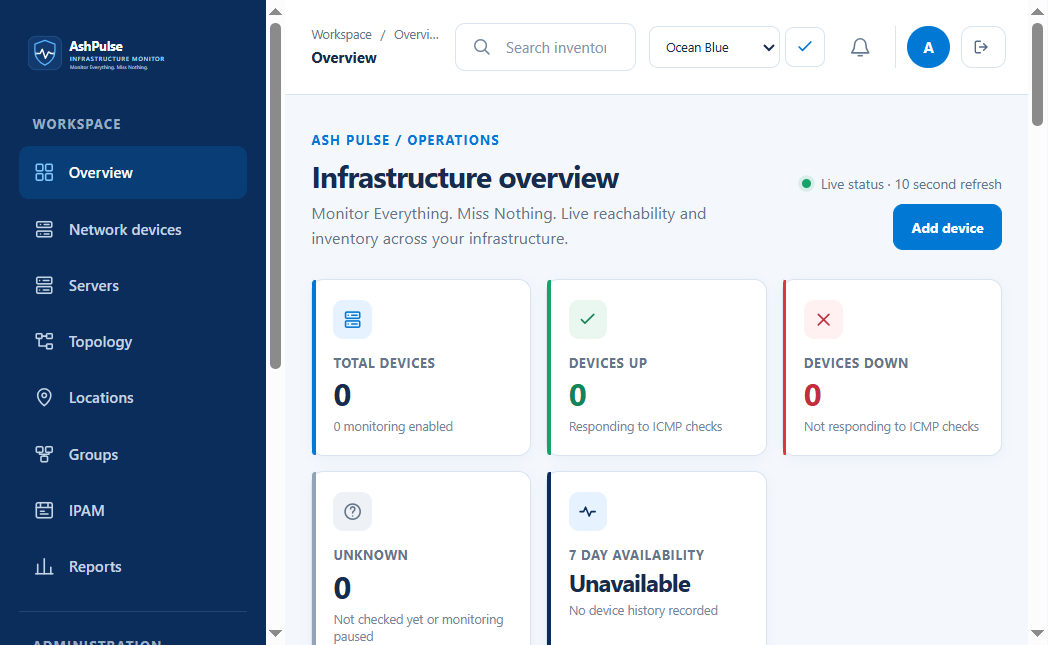 AshPulse
INFRASTRUCTURE MONITOR
Monitor Everything. Miss Nothing.
WORKSPACE
Overview
Network devices
Servers
Topology
Locations
Groups
IPAM
Reports
ADMINISTRATION
Workspace / Overvi...
Overview
Search inventor
Ocean Blue
A
ASH PULSE / OPERATIONS
Infrastructure overview
Monitor Everything. Miss Nothing. Live reachability and
inventory across your infrastructure.
Live status · 10 second refresh
Add device
TOTAL DEVICES
0
0 monitoring enabled
DEVICES UP
0
Responding to ICMP checks
DEVICES DOWN
0
Not responding to ICMP checks
UNKNOWN
0
Not checked yet or monitoring
paused
7 DAY AVAILABILITY
Unavailable
No device history recorded